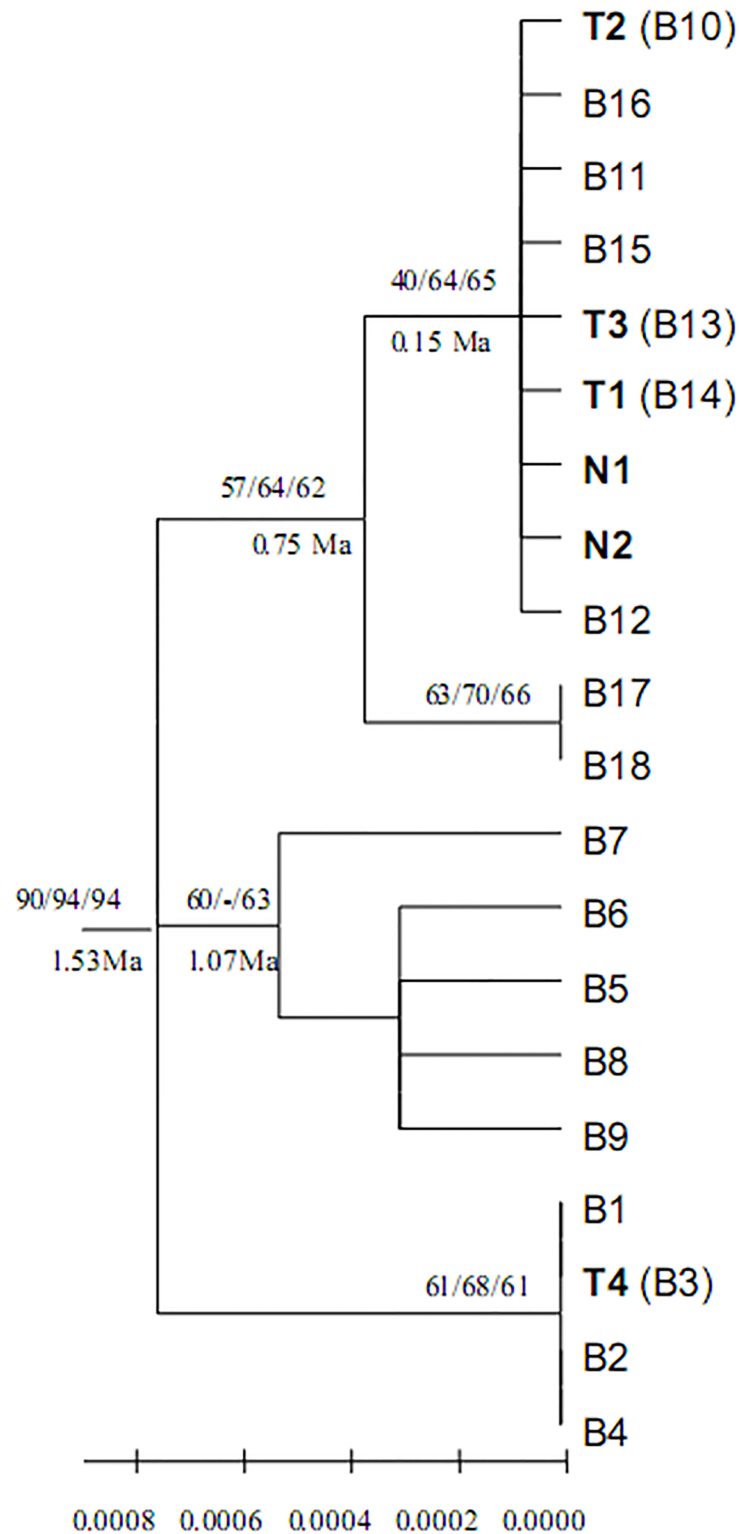 T2 (B10)
B16
B11
B15
40/64/65
T3 (B13)
0.15 Ma
T1 (B14)
N1
57/64/62
N2
0.75 Ma
B12
63/70/66
B17
B18
B7
90/94/94
60/-/63
B6
1.53Ma
1.07Ma
B5
B8
B9
B1
61/68/61
T4 (B3)
B2
B4
0.0008 0.0006 0.0004 0.0002 0.0000